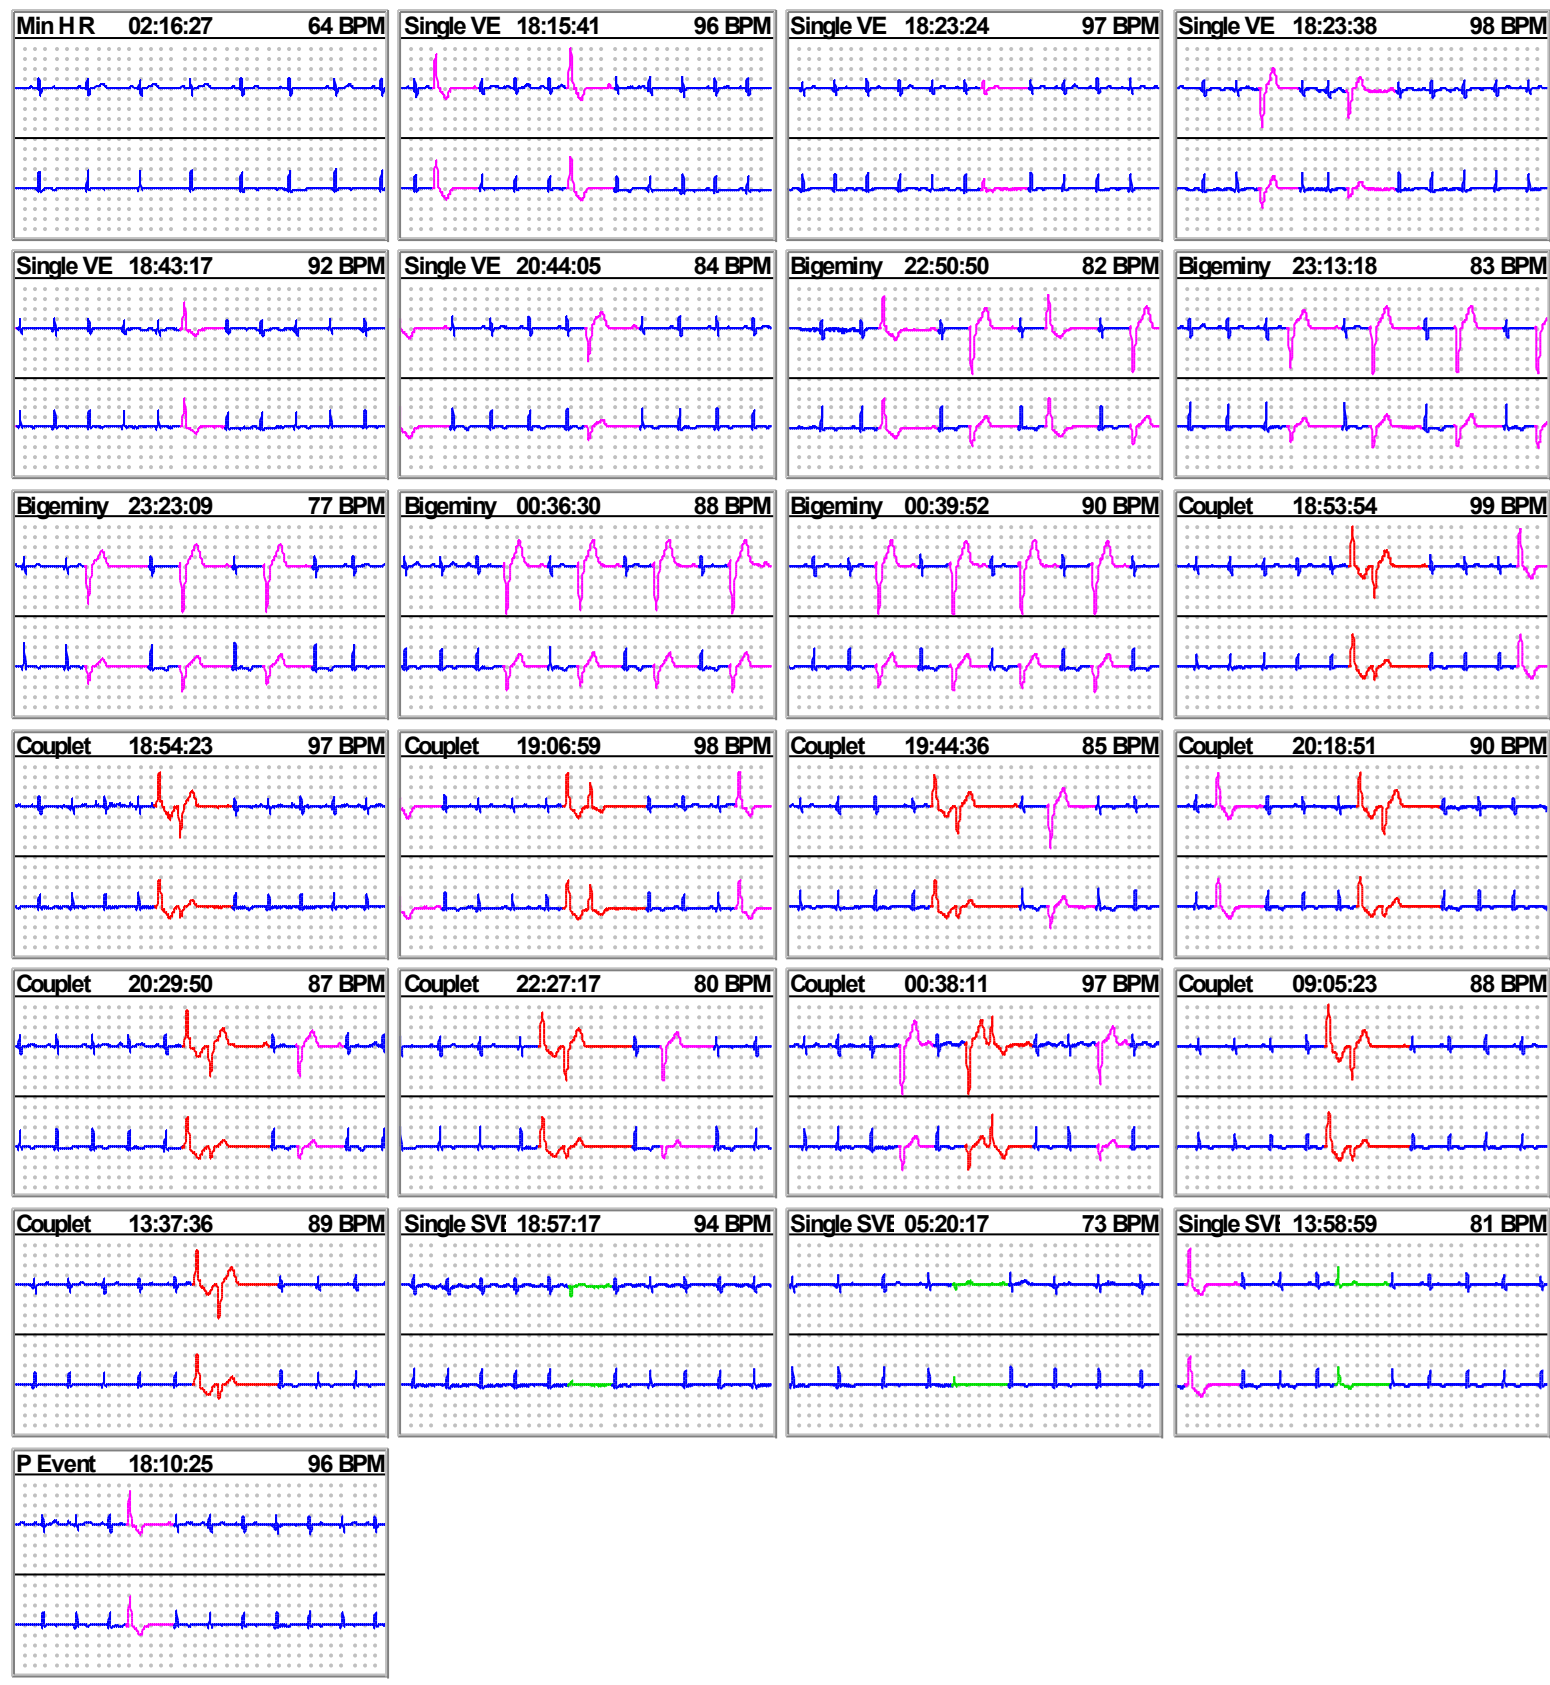 Min H R 02:16:27 64 BPM
Single VE 18:15:41 96 BPM
Single VE 18:23:24 97 BPM
Single VE 18:23:38 98 BPM
Single VE 18:43:17 92 BPM
Single VE 20:44:05 84 BPM
Bigeminy 22:50:50 82 BPM
Bigeminy 23:13:18 83 BPM
Bigeminy 23:23:09 77 BPM
Bigeminy 00:36:30 88 BPM
Bigeminy 00:39:52 90 BPM
Couplet 18:53:54 99 BPM
Couplet 18:54:23 97 BPM
Couplet 19:06:59 98 BPM
Couplet 19:44:36 85 BPM
Couplet 20:18:51 90 BPM
Couplet 20:29:50 87 BPM
Couplet 22:27:17 80 BPM
Couplet 00:38:11 97 BPM
Couplet 09:05:23 88 BPM
Couplet 13:37:36 89 BPM
Single SVE 18:57:17 94 BPM
Single SVE 05:20:17 73 BPM
Single SVE 13:58:59 81 BPM
P Event 18:10:25 96 BPM